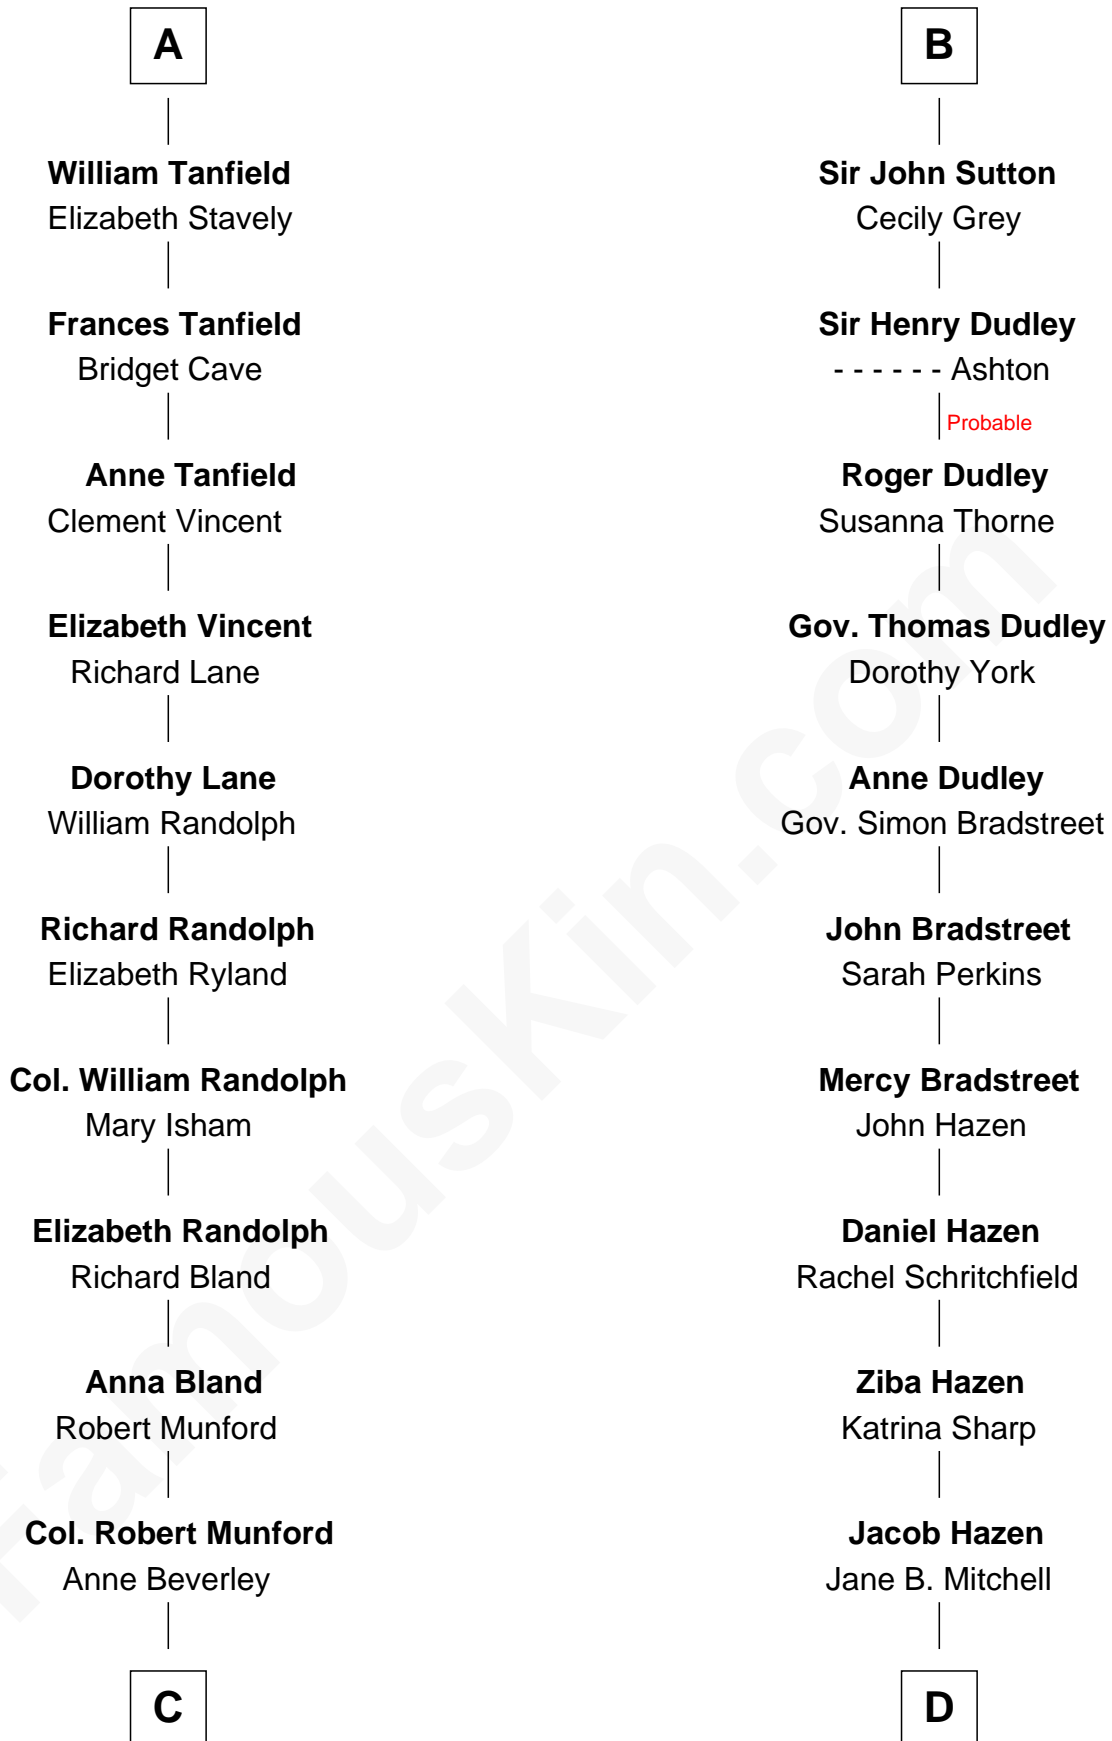 A
William Tanfield
Elizabeth Stavely
Frances Tanfield
Bridget Cave
Anne Tanfield
Clement Vincent
Elizabeth Vincent
Richard Lane
Dorothy Lane
William Randolph
Richard Randolph
Elizabeth Ryland
Col. William Randolph
Mary Isham
Elizabeth Randolph
Richard Bland
Anna Bland
Robert Munford
Col. Robert Munford
Anne Beverley
C
B
Sir John Sutton
Cecily Grey
Sir Henry Dudley
- - - - - - Ashton
Probable
Roger Dudley
Susanna Thorne
Gov. Thomas Dudley
Dorothy York
Anne Dudley
Gov. Simon Bradstreet
John Bradstreet
Sarah Perkins
Mercy Bradstreet
John Hazen
Daniel Hazen
Rachel Schritchfield
Ziba Hazen
Katrina Sharp
Jacob Hazen
Jane B. Mitchell
D
FamousKin.com